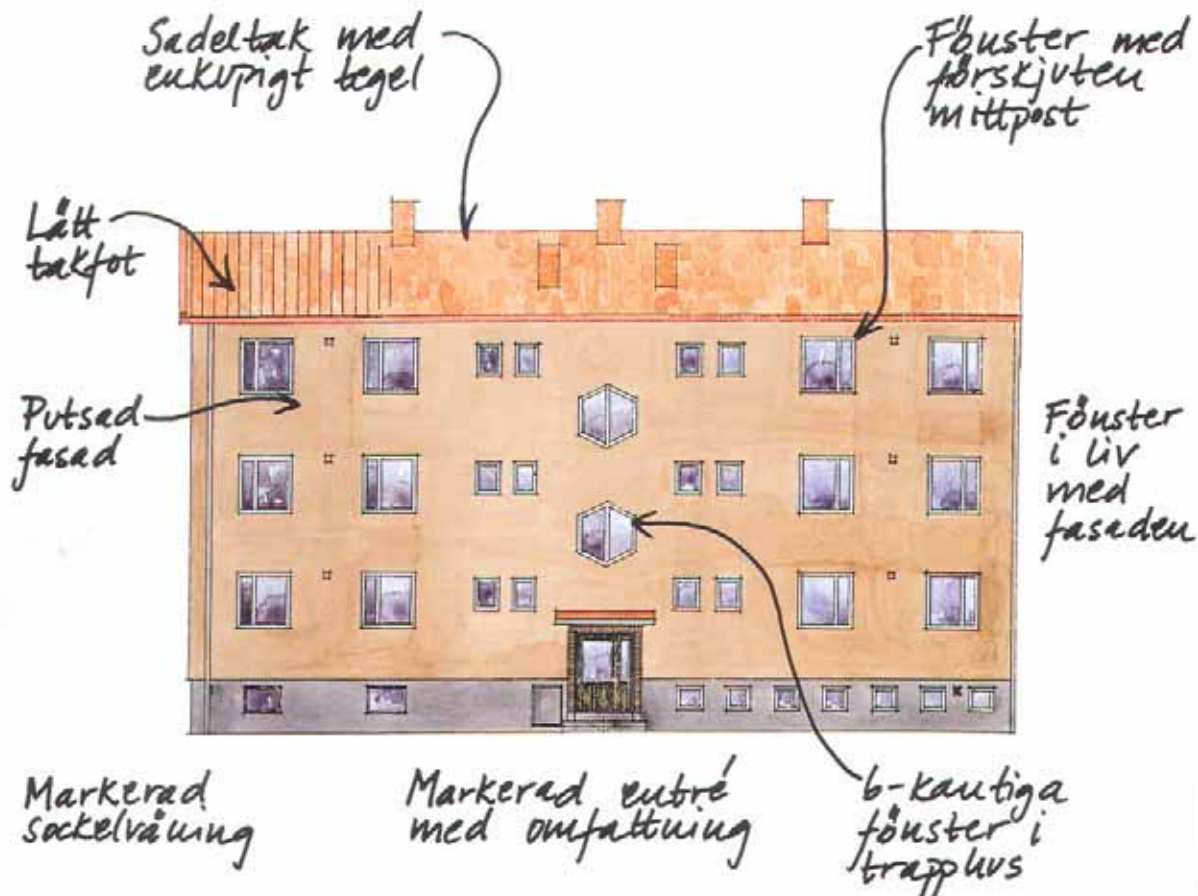 Sadeltak med
enkupigt tegel
Fönster med
förskjuten
mittpost
Lätt
takfot
Putsad
fasad
Fönster
i liv
med
fasaden
Markerad
sockelvåning
Markerad entré
med omfattning
6-kantiga
fönster i
trapphus